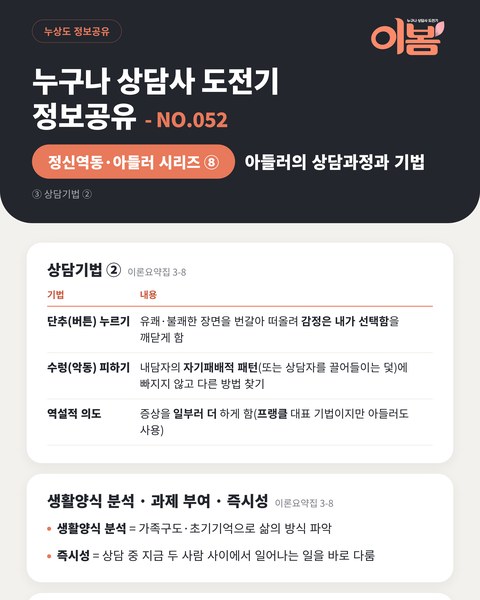 누상도 정보공유
누구나 상담사 도전기
이봄
누구나 상담사 도전기
정보공유 - NO.052
정신역동·아들러 시리즈 ⑧ 아들러의 상담과정과 기법
③ 상담기법 ②
상담기법 ② 이론요약집 3-8
기법 내용
단추(버튼) 누르기 유쾌·불쾌한 장면을 번갈아 떠올려 감정은 내가 선택함을
깨닫게 함
수렁(악동) 피하기 내담자의 자기패배적 패턴(또는 상담자를 끌어들이는 덫)에
빠지지 않고 다른 방법 찾기
역설적 의도 증상을 일부러 더 하게 함(프랭클 대표 기법이지만 아들러도
사용)
생활양식 분석 · 과제 부여 · 즉시성 이론요약집 3-8
• 생활양식 분석 = 가족구도·초기기억으로 삶의 방식 파악
• 즉시성 = 상담 중 지금 두 사람 사이에서 일어나는 일을 바로 다룸